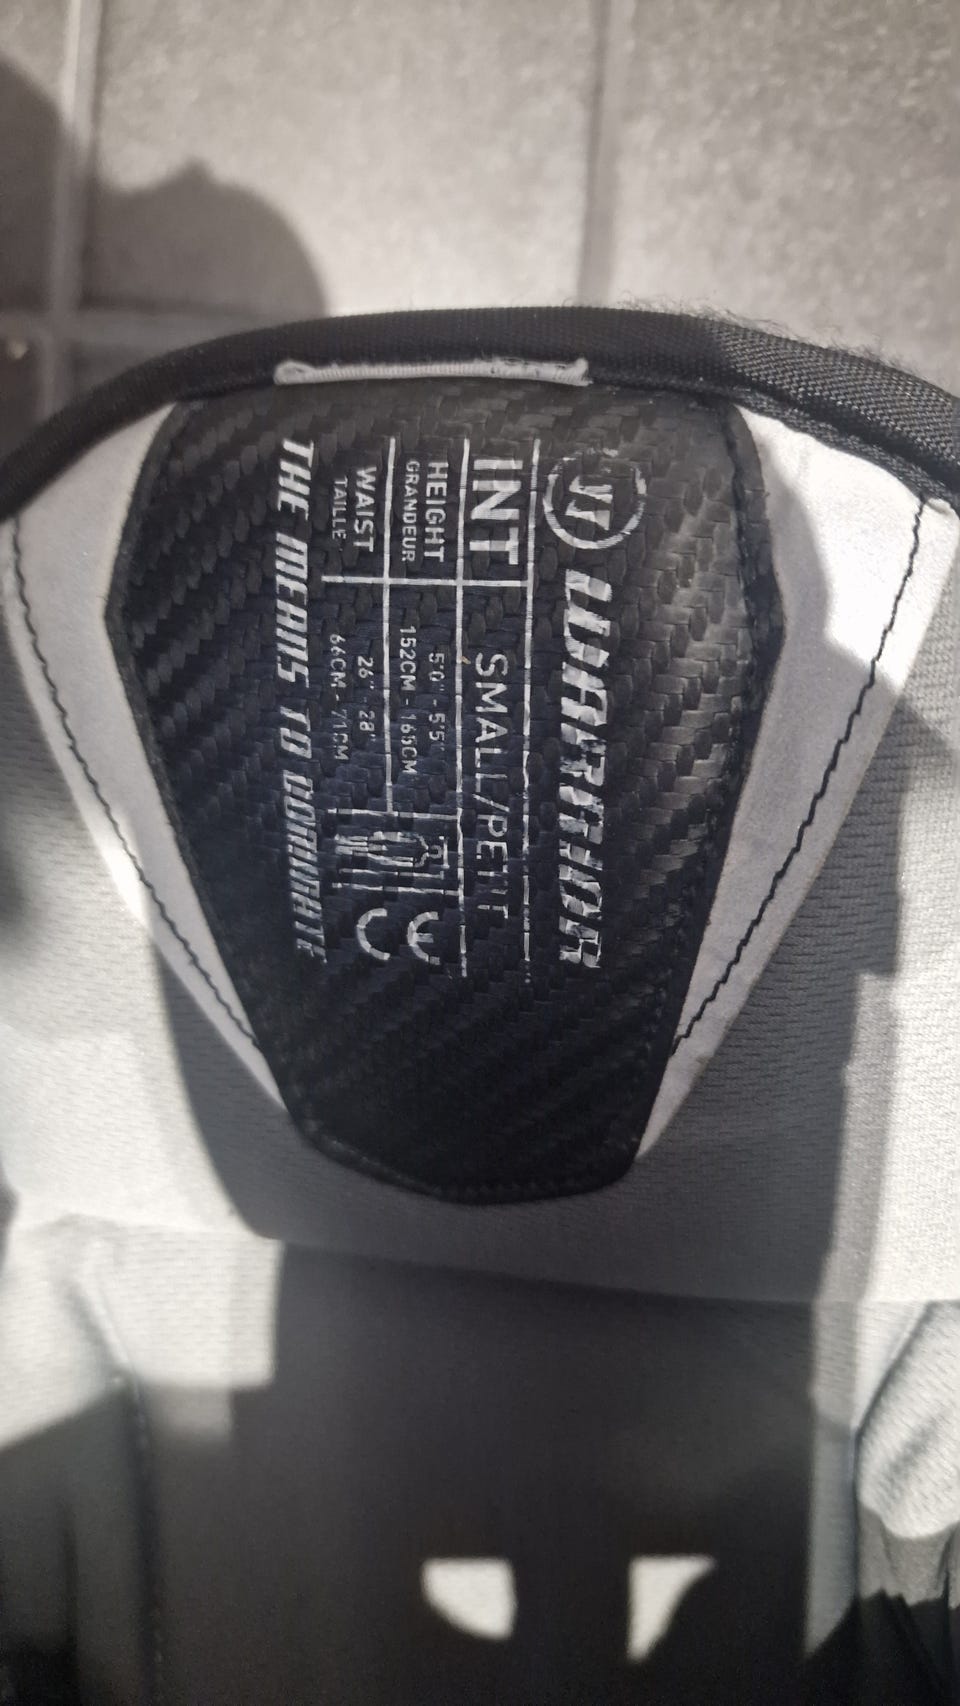 WARRIOR
INT SMALL/PETIT
HEIGHT 5'0" - 5'5"
GRANDEUR 152CM - 165CM
WAIST 26" - 28"
TAILLE 66CM - 71CM
CE
THE MEANS TO DOMINATE